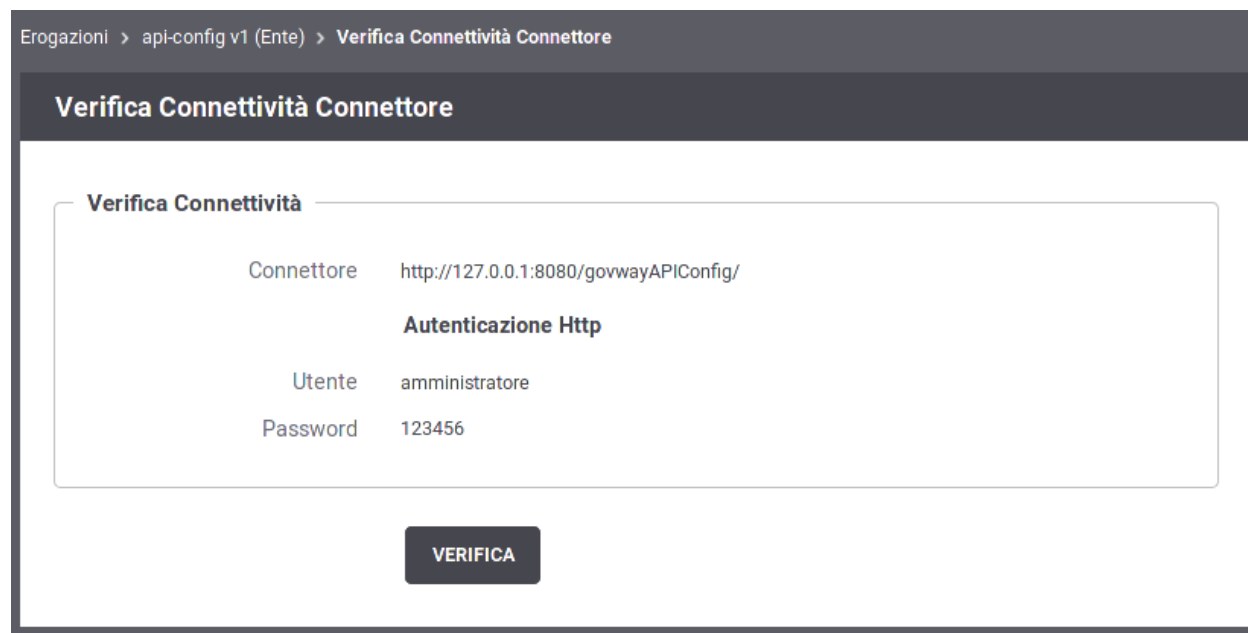 Erogazioni > api-config v1 (Ente) > Verifica Connettività Connettore
Verifica Connettività Connettore
Verifica Connettività
Connettore http://127.0.0.1:8080/govwayAPIConfig/
Autenticazione Http
Utente amministratore
Password 123456
VERIFICA